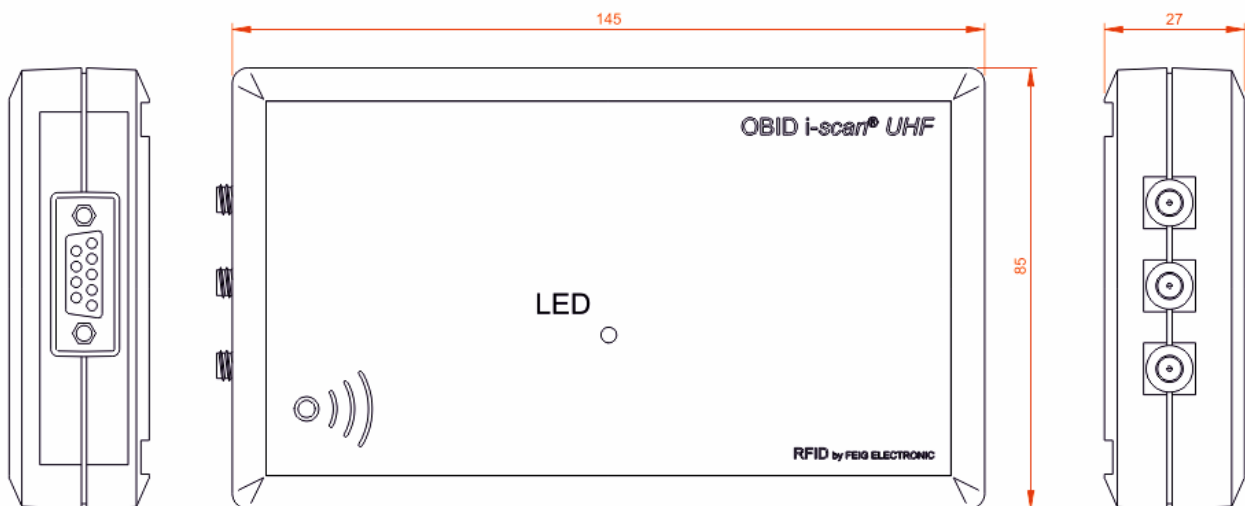 145
27
OBID i-scan® UHF
85
LED
RFID by FEIG ELECTRONIC